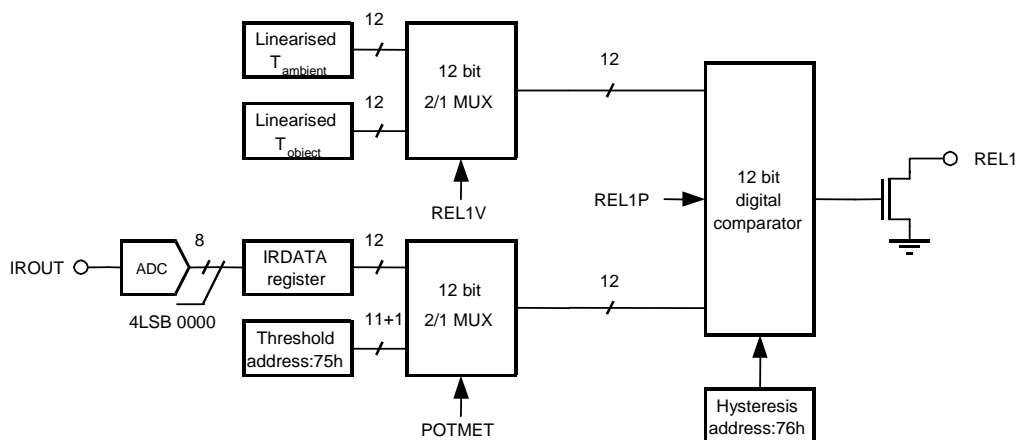 12
Linearised
T ambient
12
Linearised
T object
12 bit
2/1 MUX
REL1V
12
REL1P
12 bit
digital
comparator
REL1
IROUT
ADC
8
4LSB 0000
IRDATA
register
12
11+1
Threshold
address:75h
12 bit
2/1 MUX
POTMET
12
Hysteresis
address:76h